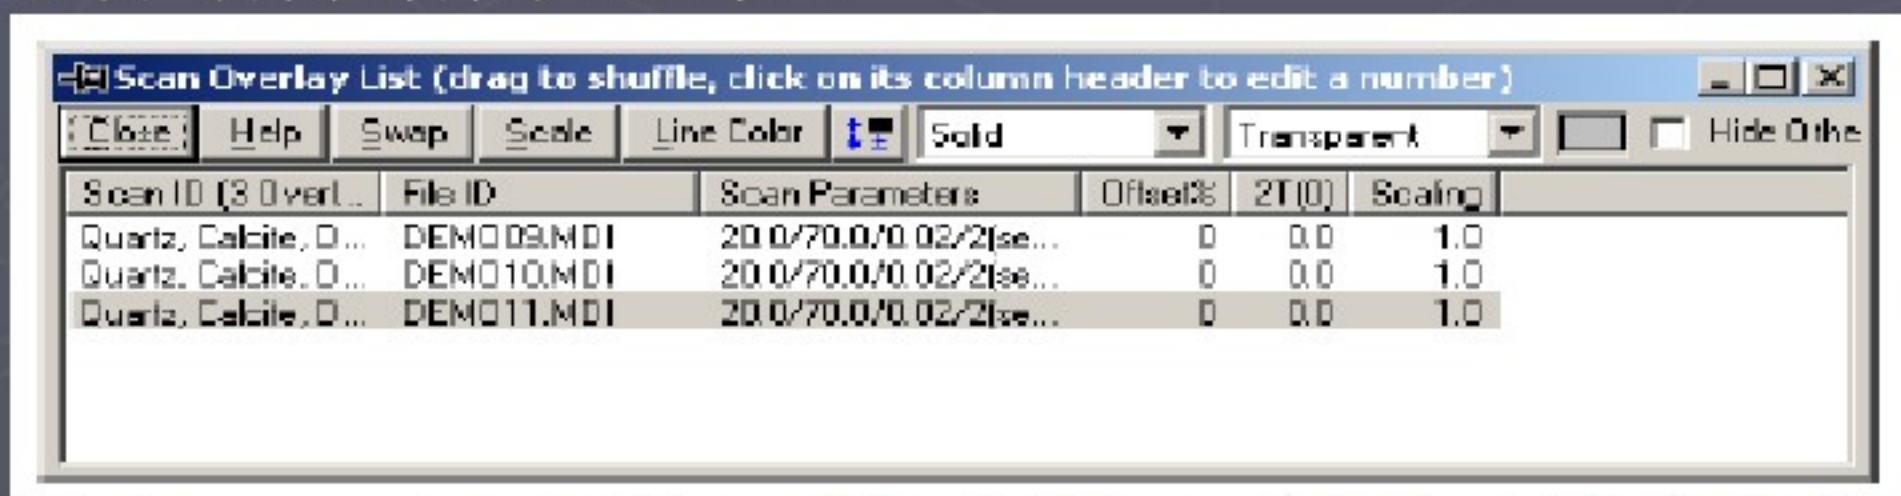 Scan Overlay List (drag to shuffle, click on its column header to edit a number)
Close Help Swap Scale Line Color Solid Transparent Hide Othe
Scan ID (3 Overl... File ID Scan Parameters Offset% 2T(0) Scaling
Quartz, Calcite, D... DEMO09.MDI 20.0/70.0/0.02/2(se... 0 0.0 1.0
Quartz, Calcite, D... DEMO10.MDI 20.0/70.0/0.02/2(se... 0 0.0 1.0
Quartz, Calcite, D... DEMO11.MDI 20.0/70.0/0.02/2(se... 0 0.0 1.0